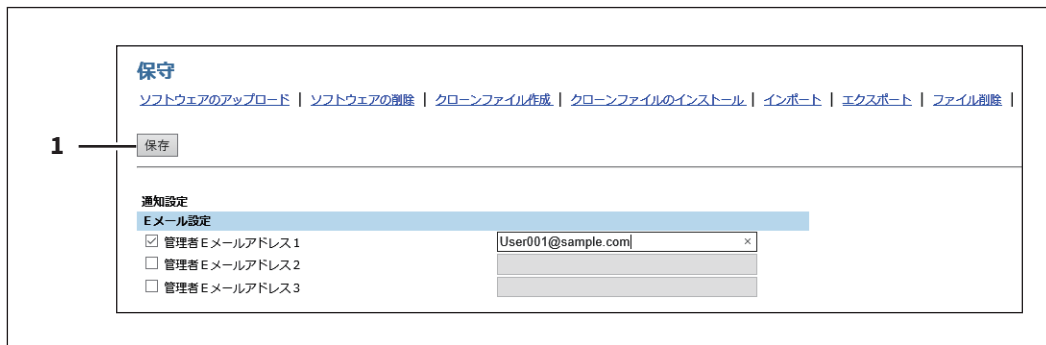 保守
ソフトウェアのアップロード | ソフトウェアの削除 | クローンファイル作成 | クローンファイルのインストール | インポート | エクスポート | ファイル削除 |
1
保存
通知設定
Eメール設定
管理者Eメールアドレス1 User001@sample.com ×
管理者Eメールアドレス2
管理者Eメールアドレス3